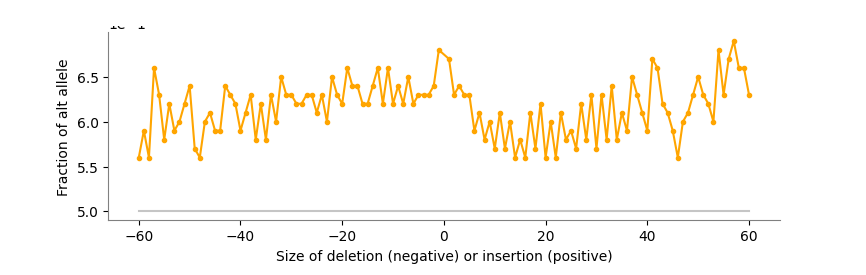 6.5
6.0
5.5
5.0
Fraction of alt allele
−60 −40 −20 0 20 40 60
Size of deletion (negative) or insertion (positive)